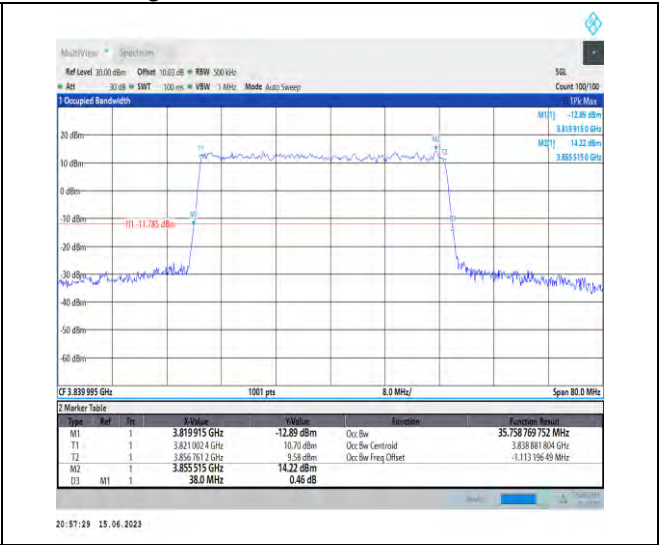 MultiView Spectrum
Ref Level 30.00 dBm Offset 10.03 dB RBW 500 kHz SGL
Att 30 dB SWT 100 ms VBW 1 MHz Mode Auto Sweep Count 100/100
1 Occupied Bandwidth 1Pk Max
M1(1) -12.89 dBm
3.819 915 0 GHz
M2(1) 14.22 dBm
3.855 515 0 GHz
20 dBm
M2
T1
T2
10 dBm
0 dBm
-10 dBm
M1
D3
H1 -11.785 dBm
-20 dBm
-30 dBm
-40 dBm
-50 dBm
-60 dBm
CF 3.839 995 GHz 1001 pts 8.0 MHz/ Span 80.0 MHz
2 Marker Table
Type Ref Trc X-Value Y-Value Function Function Result
M1 1 3.819915 GHz -12.89 dBm Occ Bw 35.758 769 752 MHz
T1 1 3.821 002 4 GHz 10.70 dBm Occ Bw Centroid 3.838 881 804 GHz
T2 1 3.856 761 2 GHz 9.58 dBm Occ Bw Freq Offset -1.113 196 49 MHz
M2 1 3.855 515 GHz 14.22 dBm
D3 M1 1 38.0 MHz 0.46 dB
20:57:29 15.06.2023